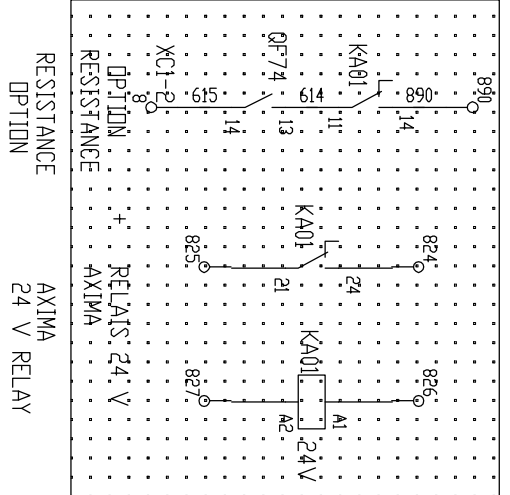 890
890
14
KA01
11
614
13
QF74
14
615
XC1-2
8
824
24
KA01
21
825
826
A1
KA01
24V
A2
827
OPTION
RESISTANCE
+
RELAIS 24 V
AXIMA
RESISTANCE
OPTION
AXIMA
24 V RELAY